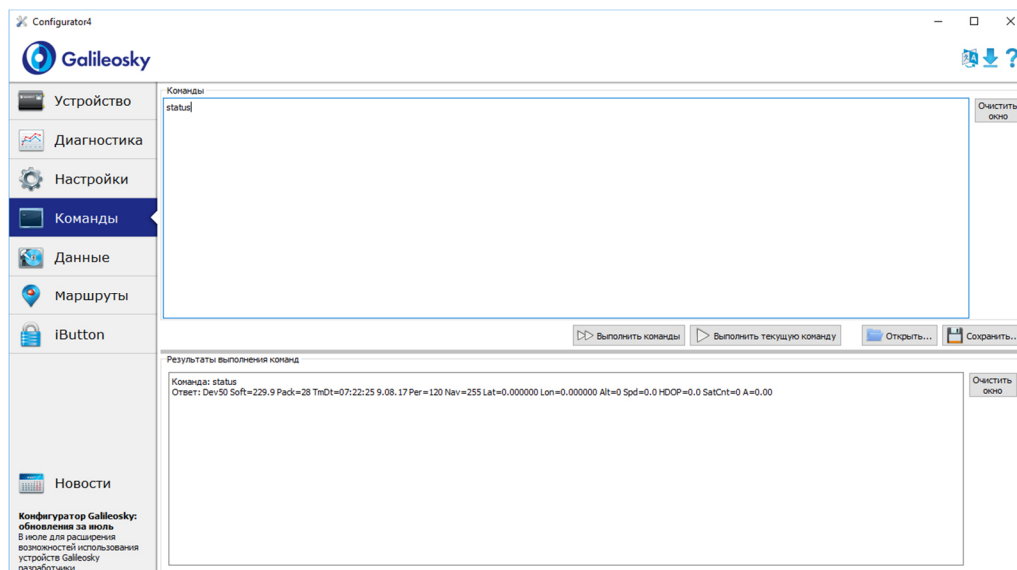 Configurator4
Galileosky
Устройство
Диагностика
Настройки
Команды
Данные
Маршруты
iButton
Новости
Конфигуратор Galileosky:
обновления за июль
В июле для расширения
возможностей использования
устройств Galileosky
разработчики
Команды
status
Очистить
окно
Выполнить команды
Выполнить текущую команду
Открыть...
Сохранить...
Результаты выполнения команд
Команда: status
Ответ: Dev50 Soft=229.9 Pack=28 TmDt=07:22:25 9.08.17 Per=120 Nav=255 Lat=0.000000 Lon=0.000000 Alt=0 Spd=0.0 HDOP=0.0 SatCnt=0 A=0.00
Очистить
окно